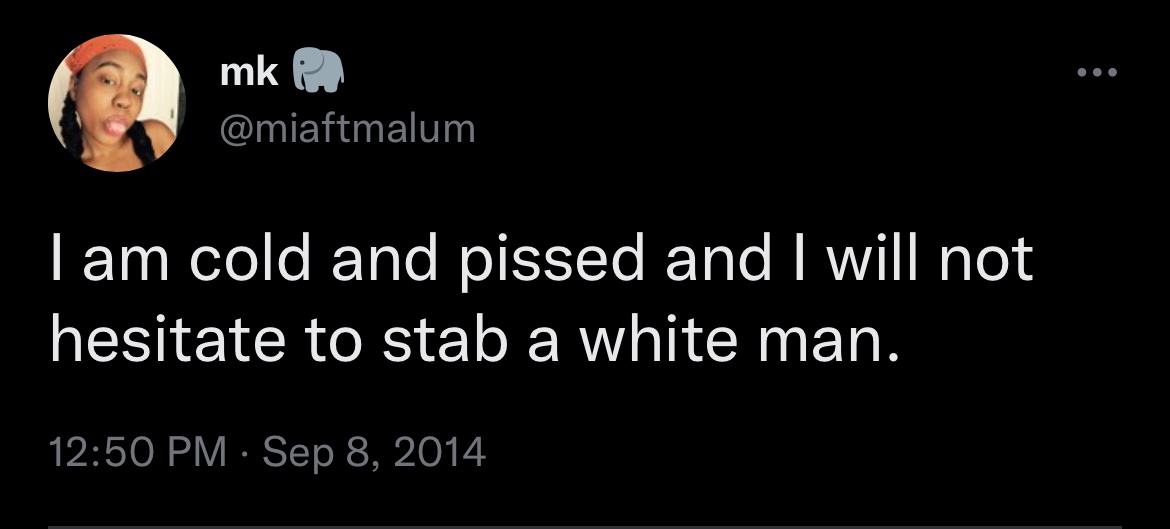 mk 🐘
@miaftmalum
I am cold and pissed and I will not
hesitate to stab a white man.
12:50 PM · Sep 8, 2014